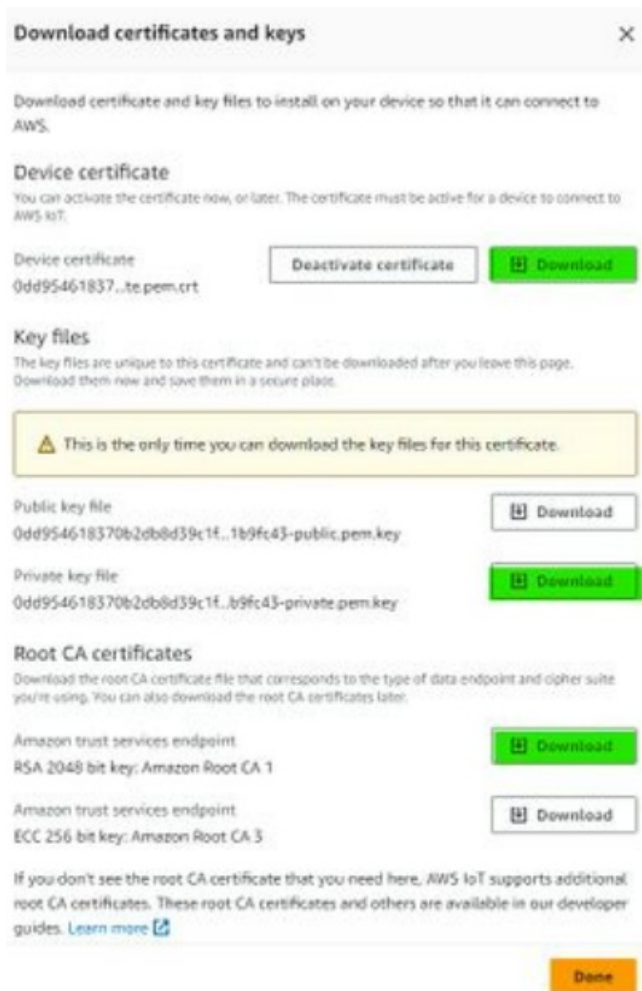 Download certificates and keys
Download certificate and key files to install on your device so that it can connect to
AWS.
Device certificate
You can activate the certificate now, or later. The certificate must be active for a device to connect to
AWS IoT.
Device certificate
Deactivate certificate
Download
0dd95461837...te.pem.crt
Key files
The key files are unique to this certificate and can't be downloaded after you leave this page.
Download them now and save them in a secure place.
This is the only time you can download the key files for this certificate.
Public key file
Download
0dd954618370b2db8d39c1f...1b9fc43-public.pem.key
Private key file
Download
0dd954618370b2db8d39c1f...b9fc43-private.pem.key
Root CA certificates
Download the root CA certificate file that corresponds to the type of data endpoint and cipher suite
you're using. You can also download the root CA certificates later.
Amazon trust services endpoint
Download
RSA 2048 bit key: Amazon Root CA 1
Amazon trust services endpoint
Download
ECC 256 bit key: Amazon Root CA 3
If you don't see the root CA certificate that you need here, AWS IoT supports additional
root CA certificates. These root CA certificates and others are available in our developer
guides. Learn more
Done